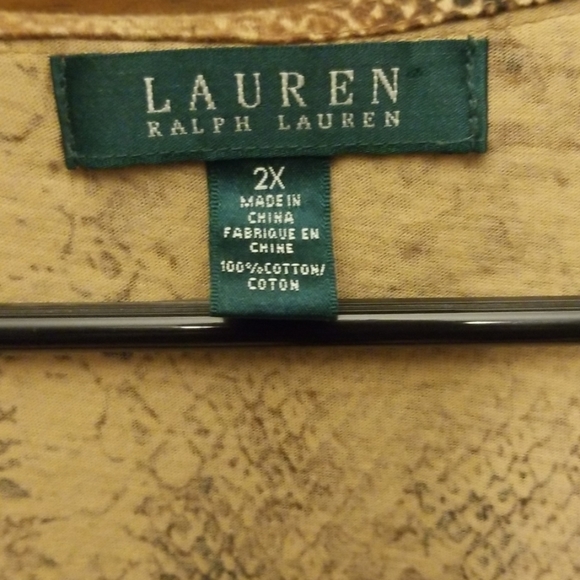 LAUREN
RALPH LAUREN
2X
MADE IN
CHINA
FABRIQUE EN
CHINE
100%COTTON/
COTON